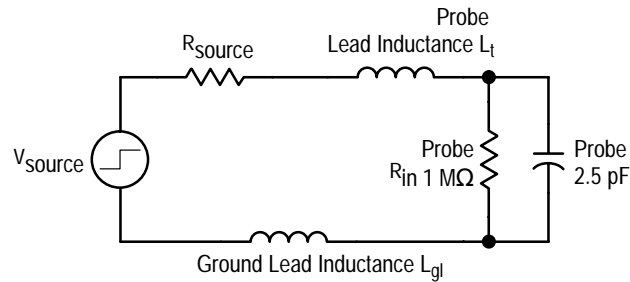 Probe
Lead Inductance Lt
Rsource
Vsource
Probe
Rin 1 MΩ
Probe
2.5 pF
Ground Lead Inductance Lgl